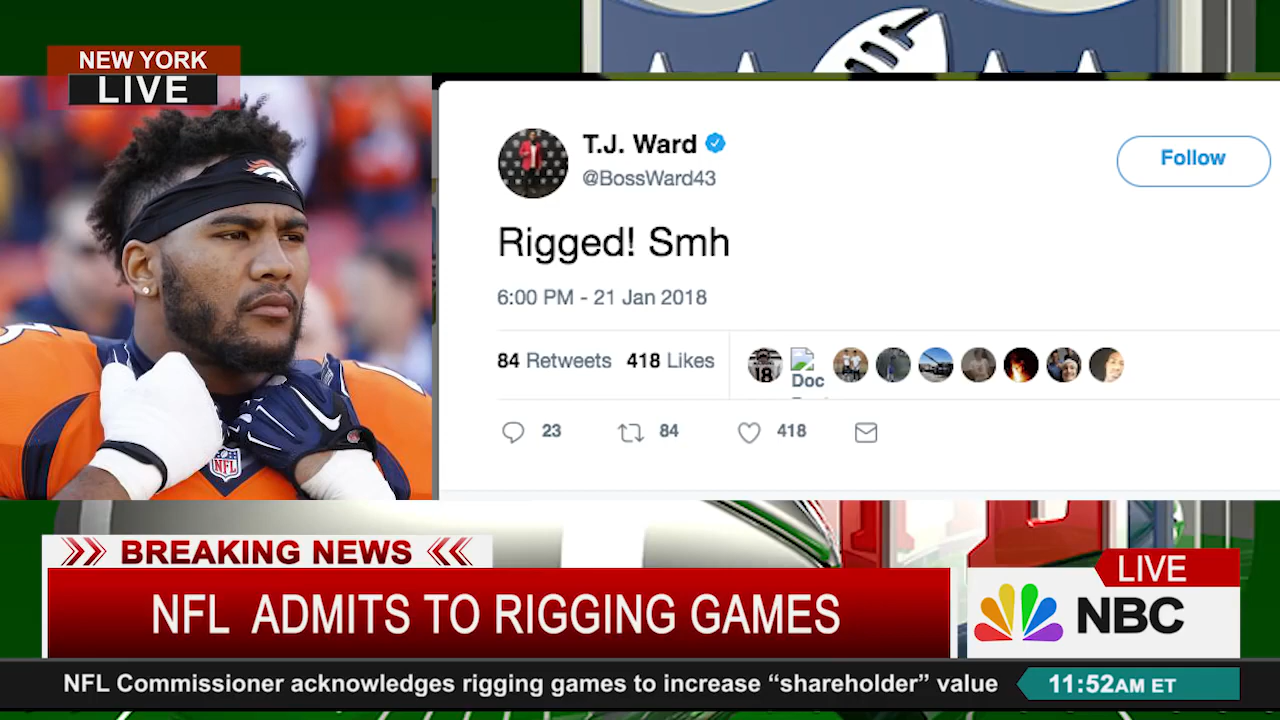 NEW YORK
LIVE
T.J. Ward
@BossWard43
Follow
Rigged! Smh
6:00 PM - 21 Jan 2018
84 Retweets 418 Likes
18
Doc
23
84
418
NFL
BREAKING NEWS
NFL ADMITS TO RIGGING GAMES
LIVE
NBC
NFL Commissioner acknowledges rigging games to increase “shareholder” value
11:52AM ET